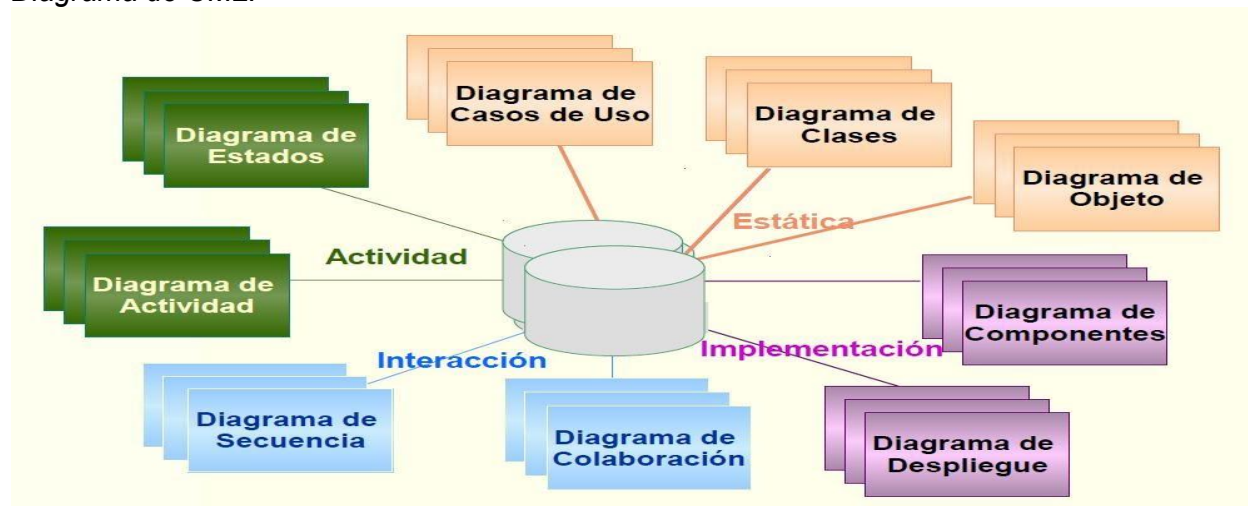 Diagrama de UML.
Diagrama de
Casos de Uso
Diagrama de
Clases
Diagrama de
Estados
Diagrama de
Objeto
Estática
Actividad
Diagrama de
Actividad
Diagrama de
Componentes
Implementación
Interacción
Diagrama de
Secuencia
Diagrama de
Colaboración
Diagrama de
Despliegue